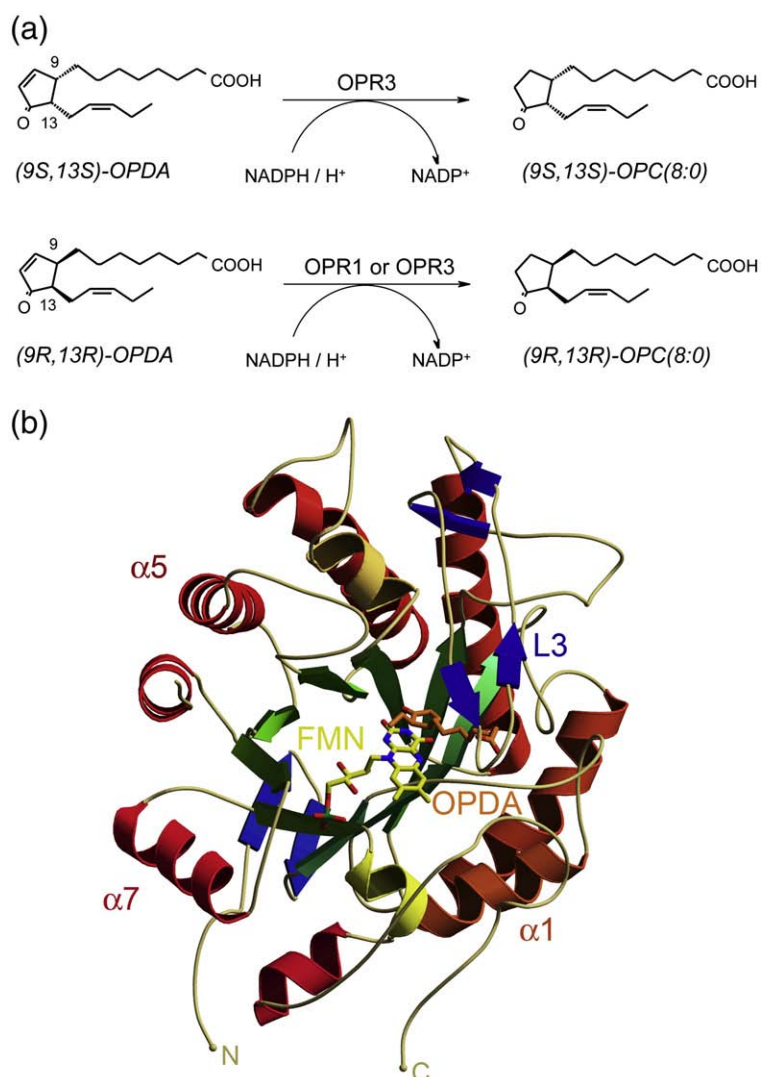 (a)
9
COOH
OPR3
COOH
O
13
O
(9S,13S)-OPDA
NADPH / H⁺
NADP⁺
(9S,13S)-OPC(8:0)
9
COOH
OPR1 or OPR3
COOH
O
13
O
(9R,13R)-OPDA
NADPH / H⁺
NADP⁺
(9R,13R)-OPC(8:0)
(b)
α5
L3
FMN
OPDA
α7
α1
N
C